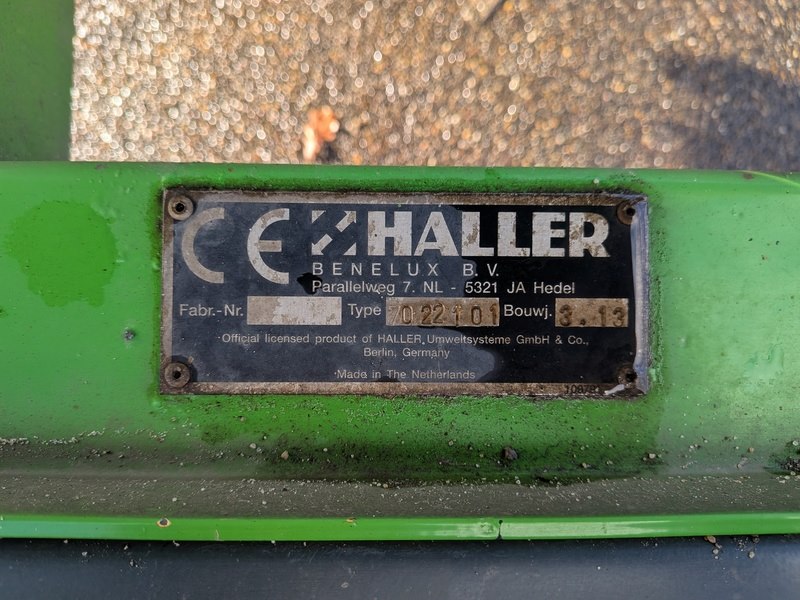 CE HALLER
BENELUX B.V.
Parallelweg 7. NL - 5321 JA Hedel
Fabr.-Nr. Type 7022101 Bouwj. 3.13
Official licensed product of HALLER Umweltsysteme GmbH & Co.,
Berlin, Germany
Made in The Netherlands